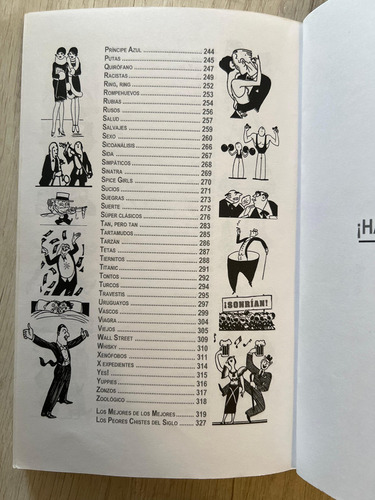 Príncipe Azul 244
Putas 245
Quirófano 247
Racistas 249
Ring, ring 252
Rompehuevos 253
Rubias 254
Rusos 256
Salud 257
Salvajes 259
Sexo 260
Sicoanálisis 266
Sida 267
Simpáticos 268
Sinatra 269
Spice Girls 270
Sucios 271
Suegras 273
Suerte 275
Súper clásicos 276
Tan, pero tan 283
Tartamudos 285
Tarzán 286
Tetas 287
Tiernitos 288
Titanic 291
Tontos 291
Turcos 294
Travestis 295
Uruguayos 297
Vascos 299
Viagra 304
Viejos 305
Wall Street 309
Whisky 310
Xenófobos 311
X expedientes 314
Yes! 315
Yuppies 316
Zonzos 317
Zoológico 318
Los Mejores de los Mejores 319
Los Peores Chistes del Siglo 327
¡SONRÍAN!
¡HA